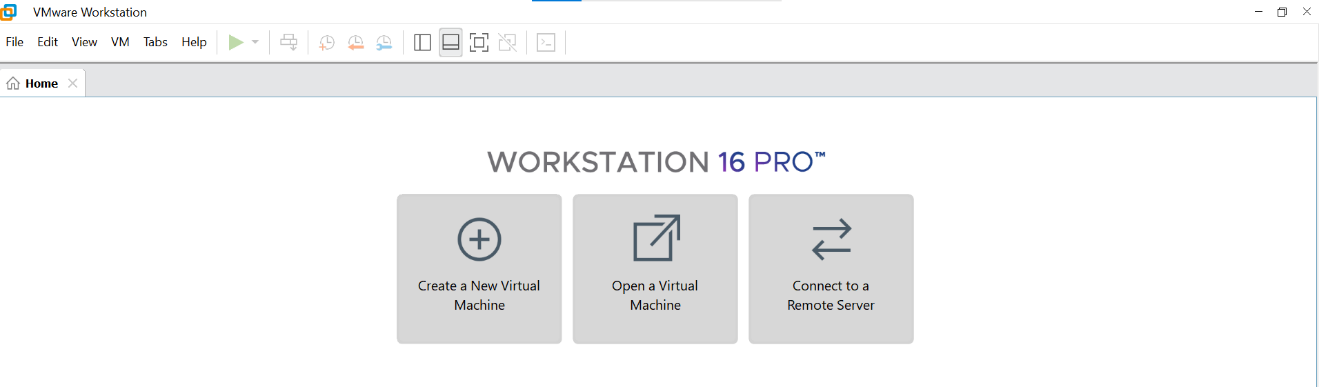 VMware Workstation
File Edit View VM Tabs Help
Home
WORKSTATION 16 PRO™
Create a New Virtual
Machine
Open a Virtual
Machine
Connect to a
Remote Server